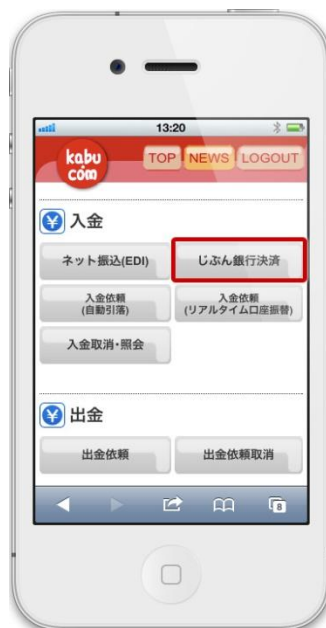 13:20
kabu
com
TOP NEWS LOGOUT
入金
ネット振込(EDI) じぶん銀行決済
入金依頼
(自動引落)
入金依頼
(リアルタイム口座振替)
入金取消・照会
出金
出金依頼 出金依頼取消
8